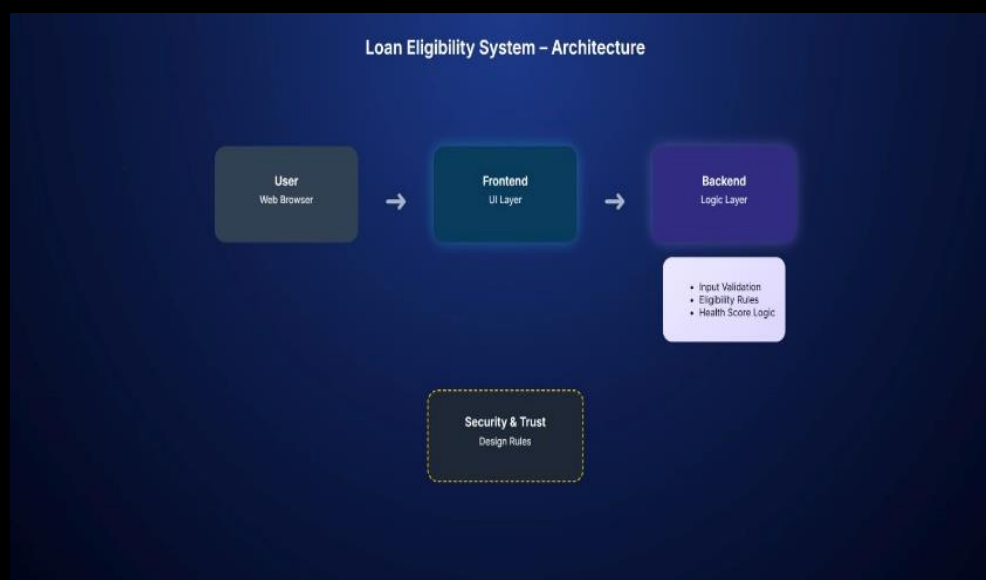 Loan Eligibility System – Architecture
User
Web Browser
Frontend
UI Layer
Backend
Logic Layer
• Input Validation
• Eligibility Rules
• Health Score Logic
Security & Trust
Design Rules